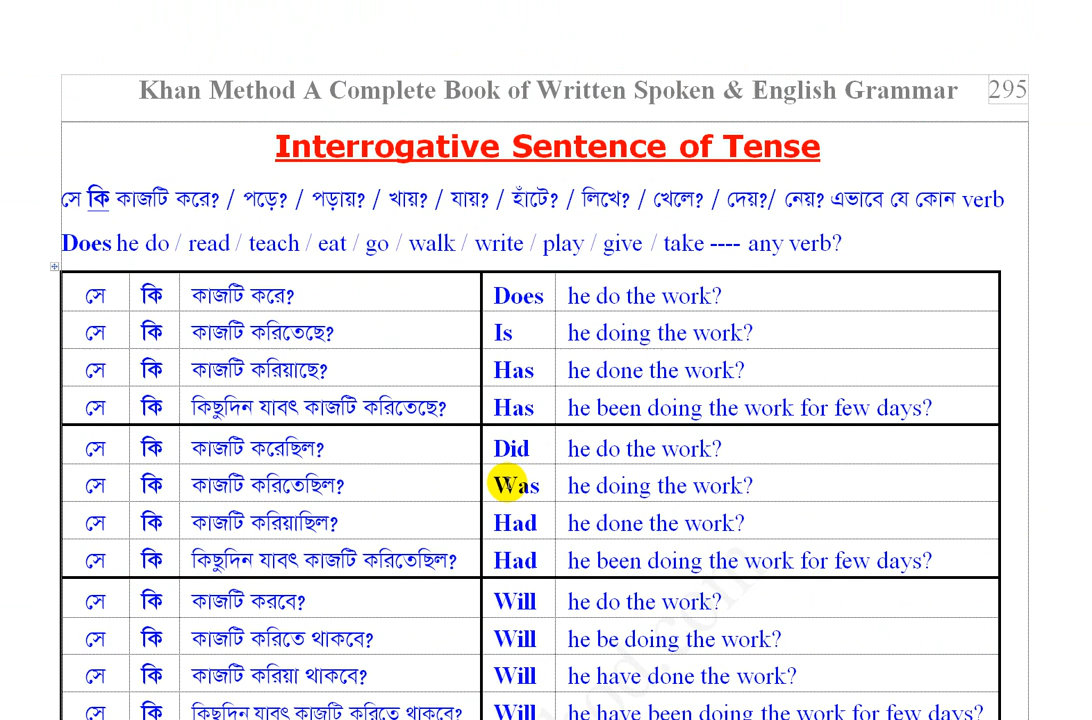 Khan Method A Complete Book of Written Spoken & English Grammar 295
Interrogative Sentence of Tense
সে কি কাজটি করে? / পড়ে? / পড়ায়? / খায়? / যায়? / হাঁটে? / লিখে? / খেলে? / দেয়?/ নেয়? এভাবে যে কোন verb
Does he do / read / teach / eat / go / walk / write / play / give / take ---- any verb?
সে কি কাজটি করে? Does he do the work?
সে কি কাজটি করিতেছে? Is he doing the work?
সে কি কাজটি করিয়াছে? Has he done the work?
সে কি কিছুদিন যাবৎ কাজটি করিতেছে? Has he been doing the work for few days?
সে কি কাজটি করেছিল? Did he do the work?
সে কি কাজটি করিতেছিল? Was he doing the work?
সে কি কাজটি করিয়াছিল? Had he done the work?
সে কি কিছুদিন যাবৎ কাজটি করিতেছিল? Had he been doing the work for few days?
সে কি কাজটি করবে? Will he do the work?
সে কি কাজটি করিতে থাকবে? Will he be doing the work?
সে কি কাজটি করিয়া থাকবে? Will he have done the work?
সে কি কিছুদিন যাবৎ কাজটি করিতে থাকবে? Will he have been doing the work for few days?